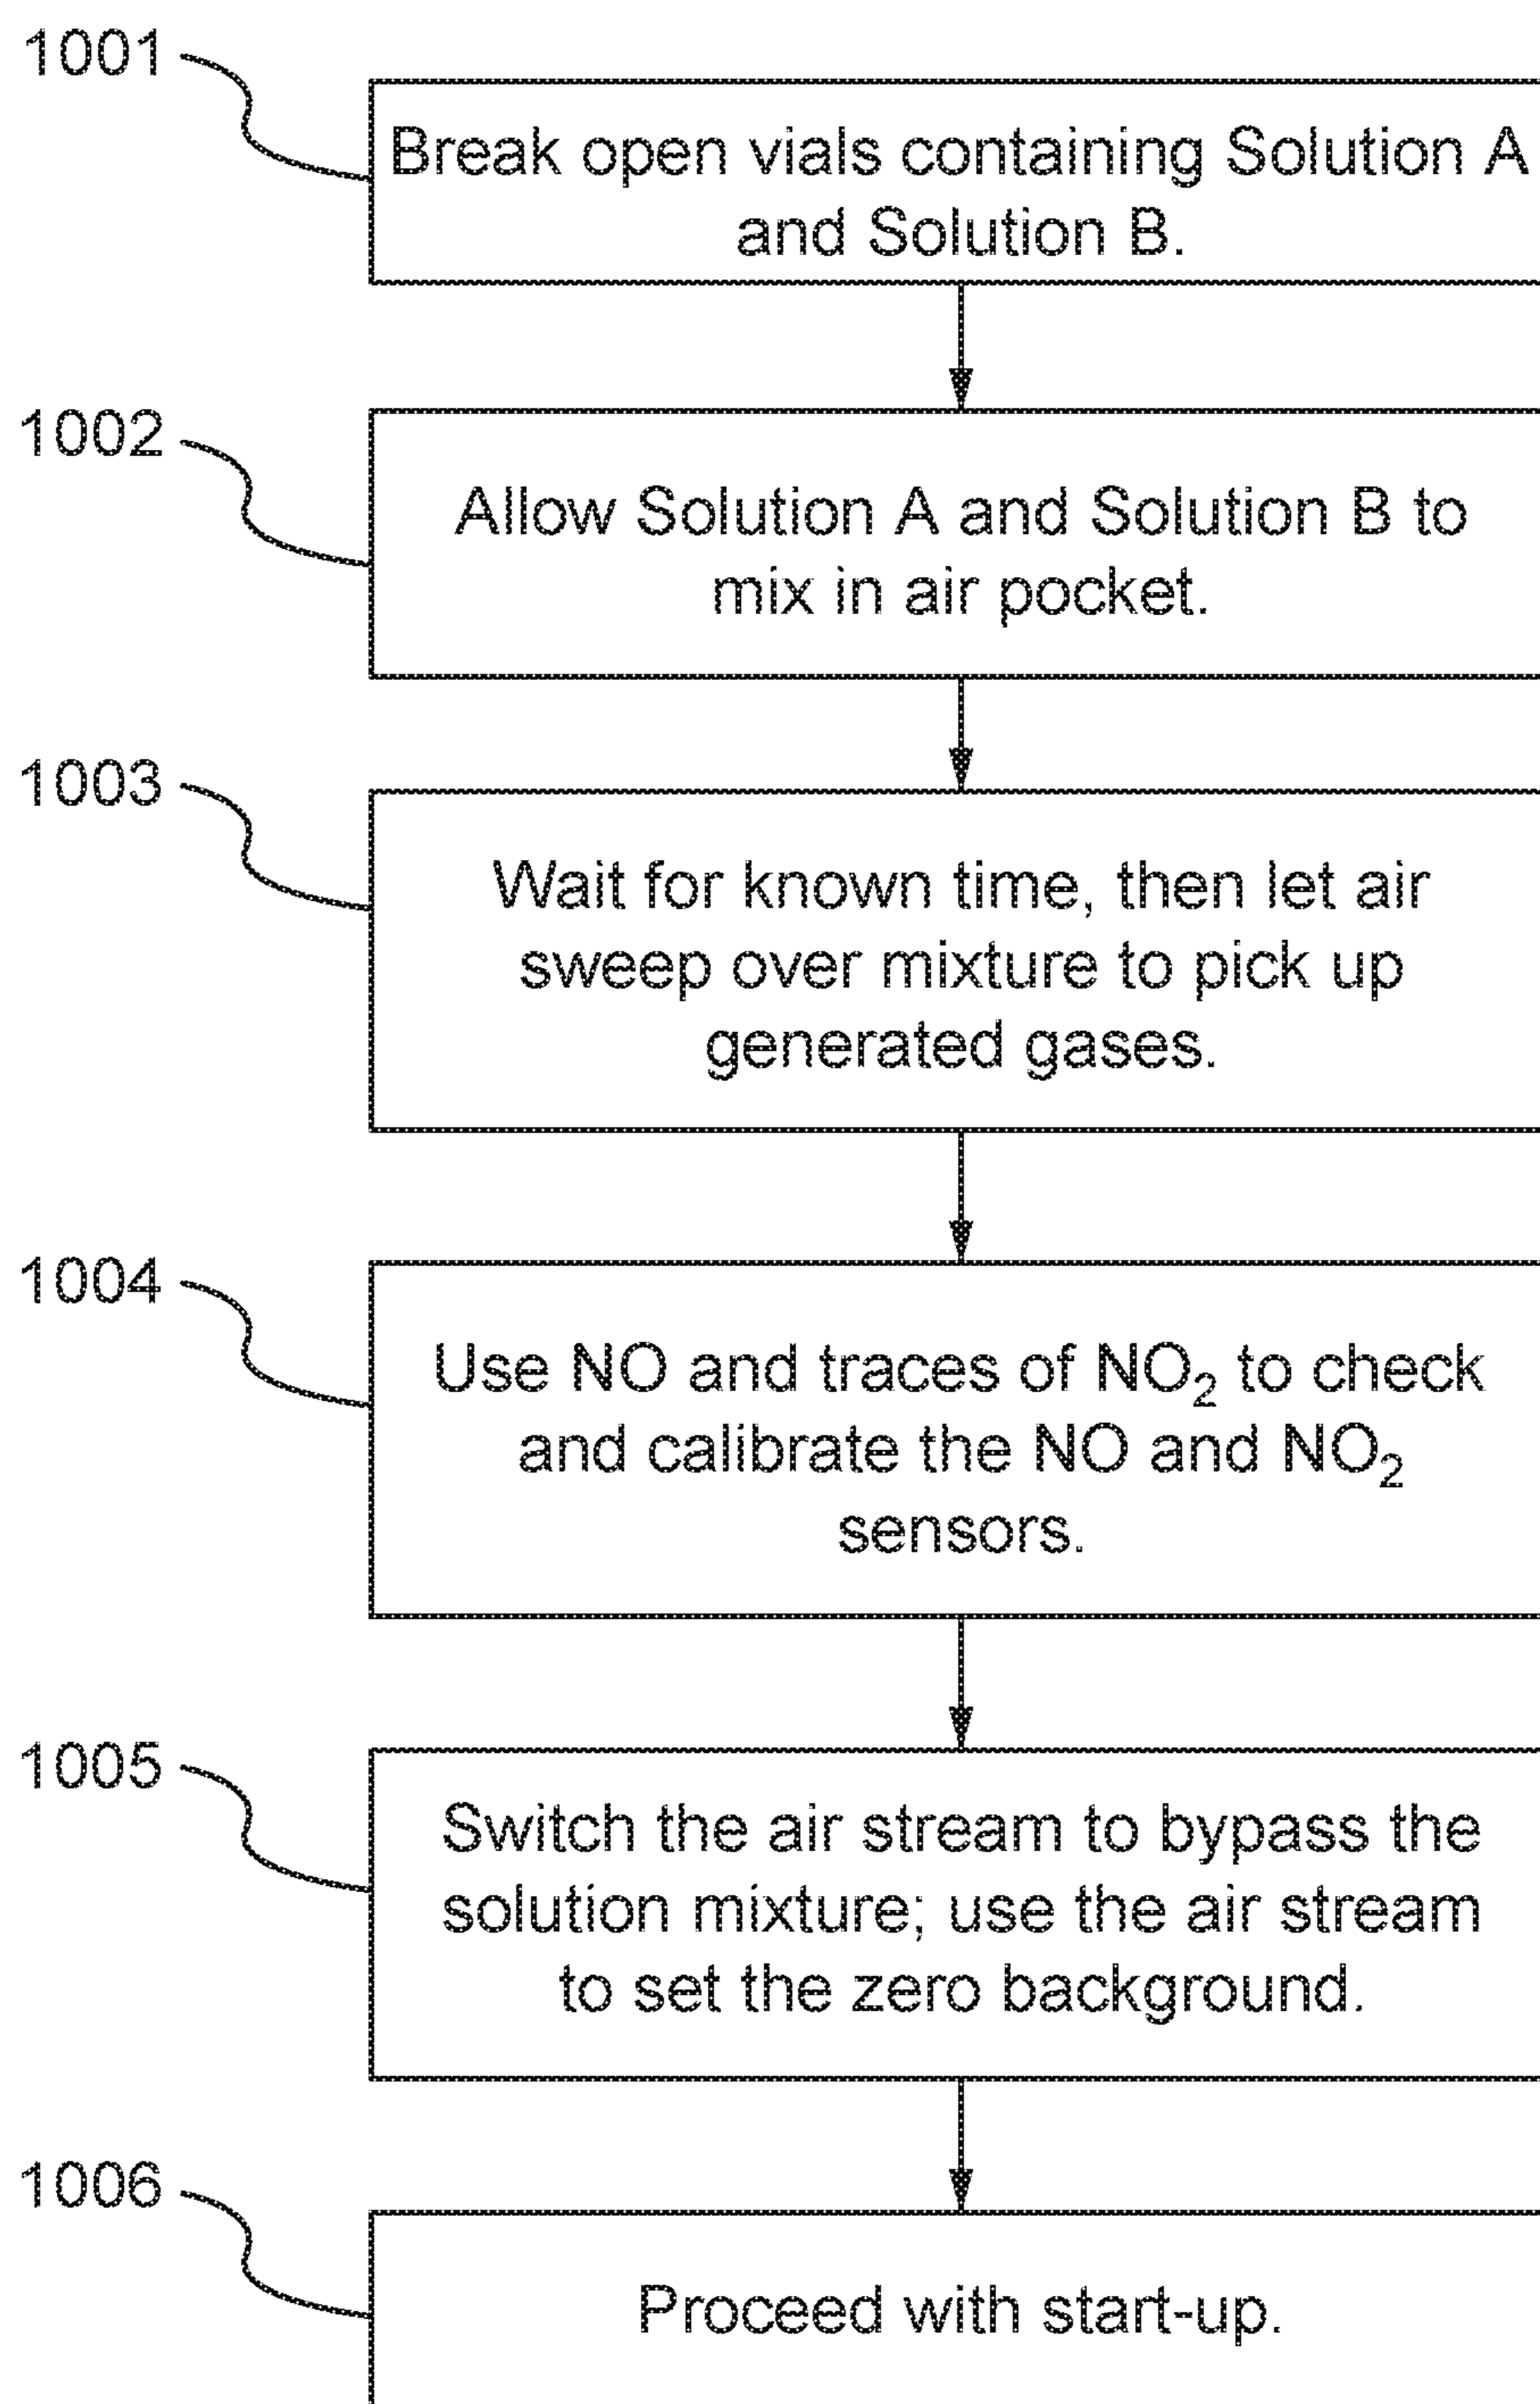 1001
Break open vials containing Solution A
and Solution B.
1002
Allow Solution A and Solution B to
mix in air pocket.
1003
Wait for known time, then let air
sweep over mixture to pick up
generated gases.
1004
Use NO and traces of NO₂ to check
and calibrate the NO and NO₂
sensors.
1005
Switch the air stream to bypass the
solution mixture; use the air stream
to set the zero background.
1006
Proceed with start-up.